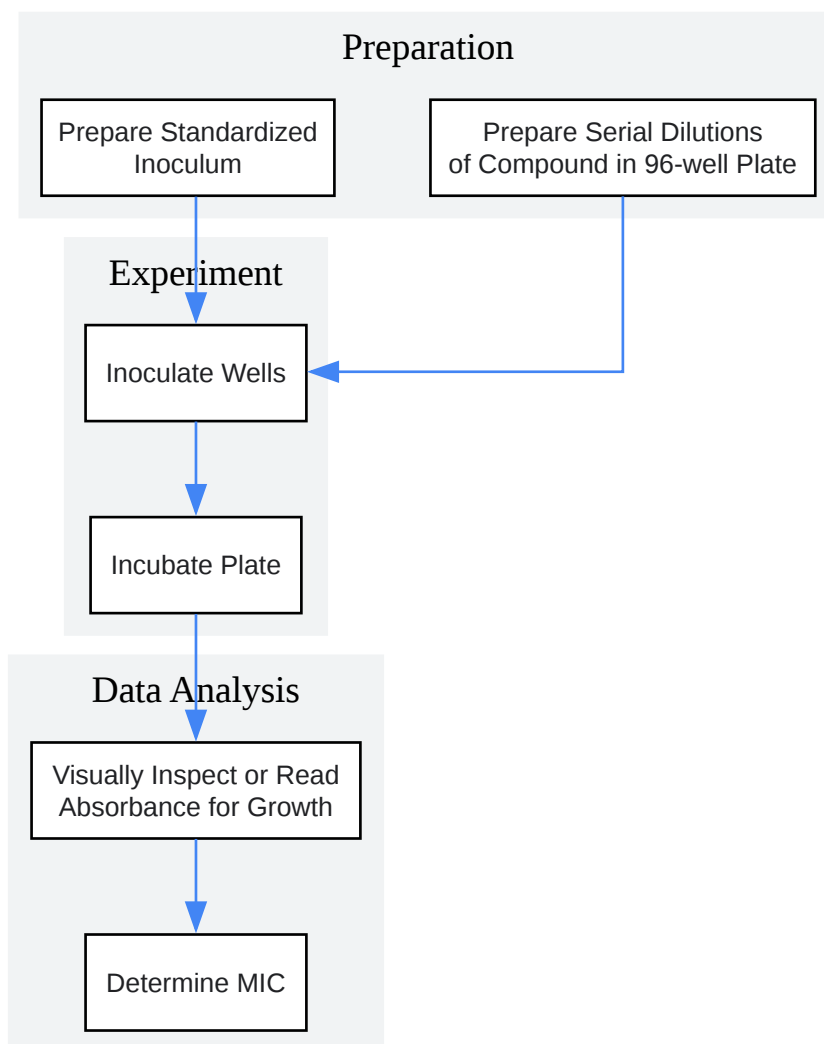 Preparation
Prepare Standardized
Inoculum
Prepare Serial Dilutions
of Compound in 96-well Plate
Experiment
Inoculate Wells
Incubate Plate
Data Analysis
Visually Inspect or Read
Absorbance for Growth
Determine MIC